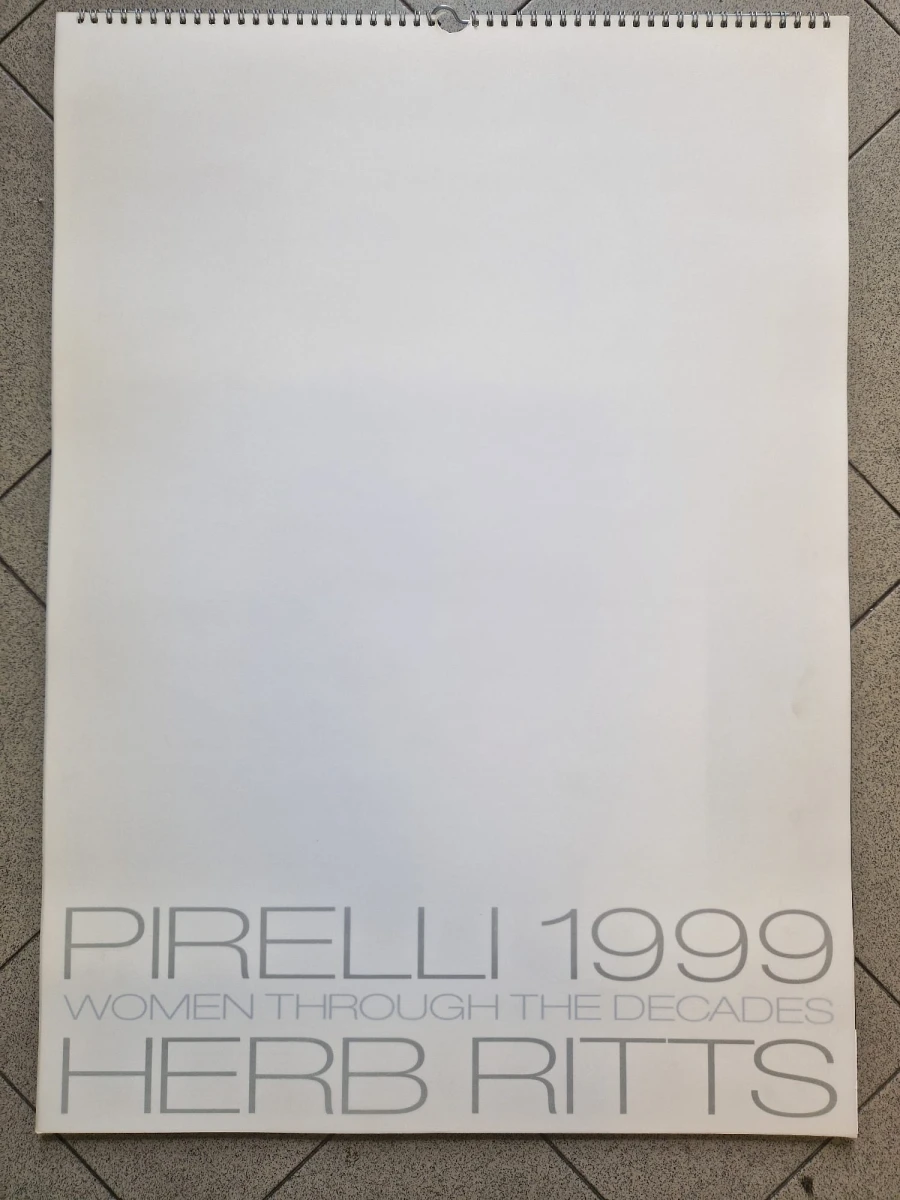 PIRELLI 1999
WOMEN THROUGH THE DECADES
HERB RITTS